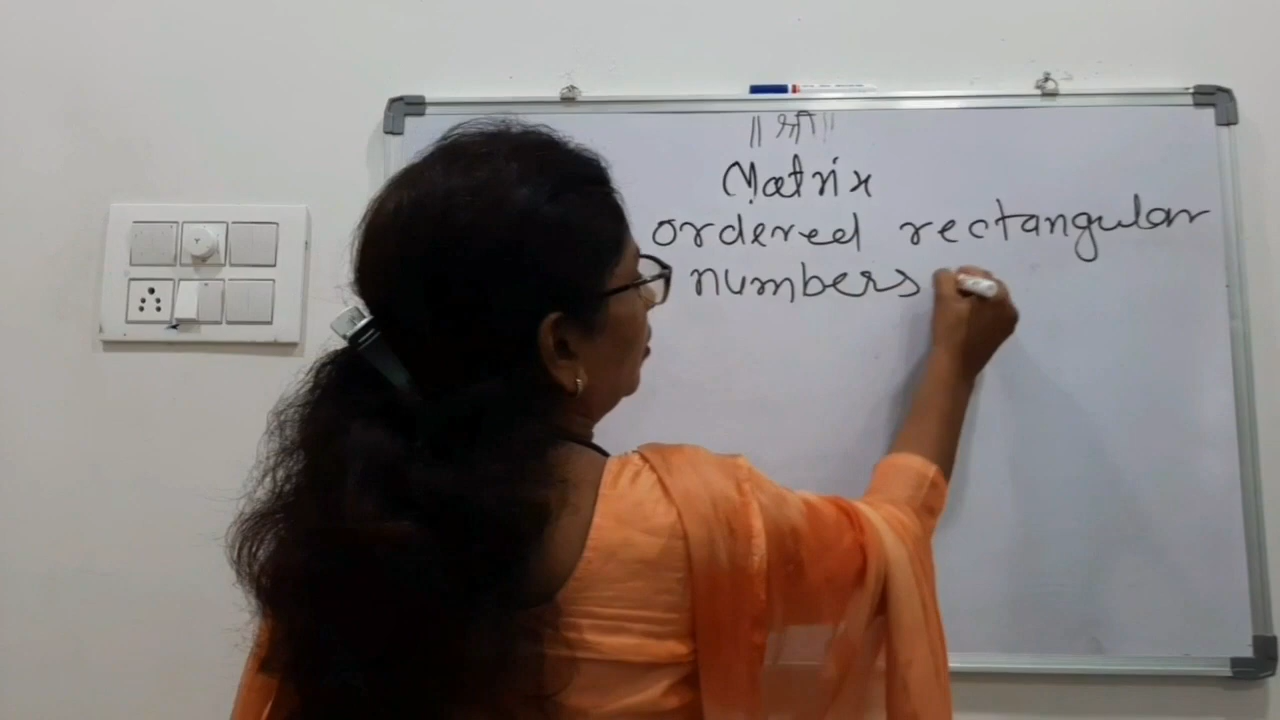 ॥ श्री ॥
Matrix
ordered rectangular
numbers